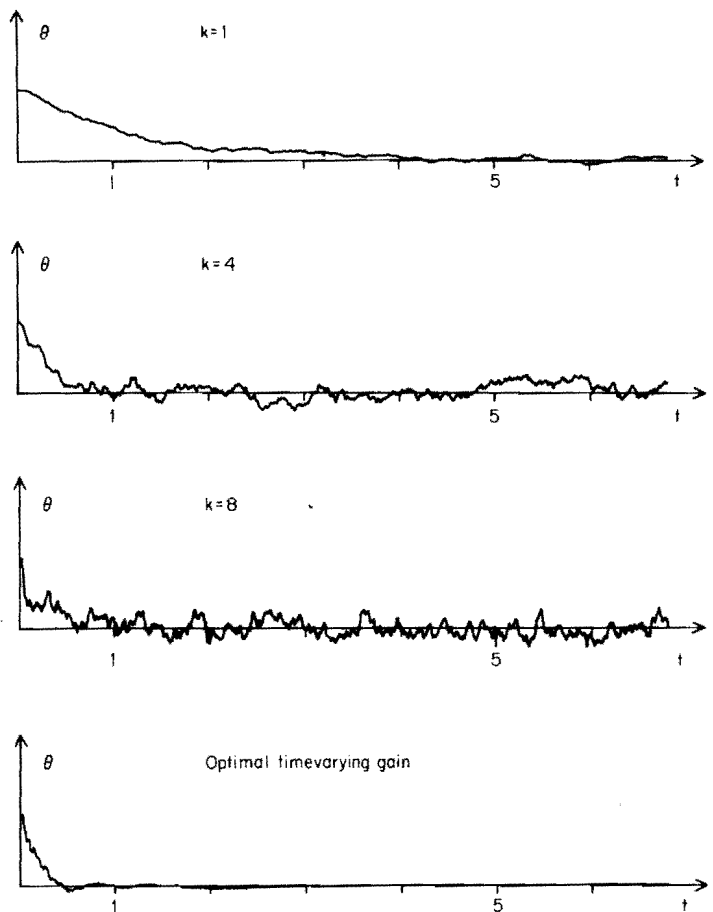 θ k=1
1 5 t
θ k=4
1 5 t
θ k=8
1 5 t
θ Optimal timevarying gain
1 5 t